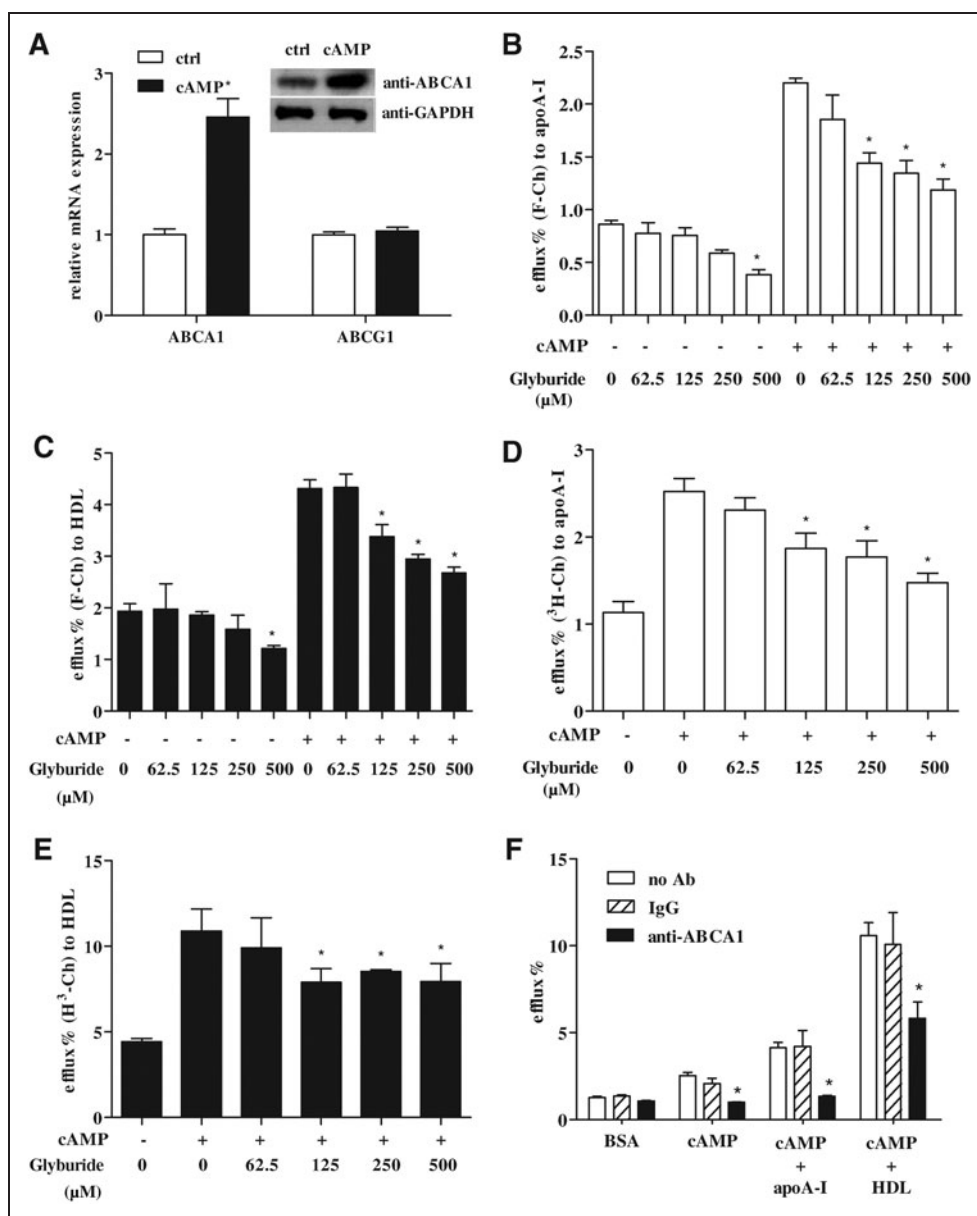 A
ctrl
cAMP*
ctrl cAMP
anti-ABCA1
anti-GAPDH
relative mRNA expression
3
2
1
0
ABCA1 ABCG1
B
efflux% (F-Ch) to apoA-I
2.5
2.0
1.5
1.0
0.5
0.0
* * * *
cAMP - - - - - + + + + +
Glyburide 0 62.5 125 250 500 0 62.5 125 250 500
(µM)
C
efflux% (F-Ch) to HDL
5
4
3
2
1
0
* * * *
cAMP - - - - - + + + + +
Glyburide 0 62.5 125 250 500 0 62.5 125 250 500
(µM)
D
efflux% (³H-Ch) to apoA-I
3
2
1
0
* * *
cAMP - + + + + +
Glyburide 0 0 62.5 125 250 500
(µM)
E
efflux% (H³-Ch) to HDL
15
10
5
0
* * *
cAMP - + + + + +
Glyburide 0 0 62.5 125 250 500
(µM)
F
no Ab
IgG
anti-ABCA1
efflux%
15
10
5
0
* * *
BSA cAMP cAMP cAMP
+ +
apoA-I HDL